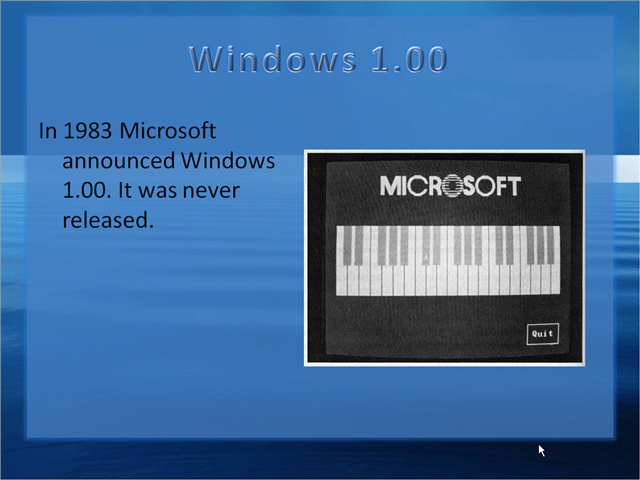 Windows 1.00
In 1983 Microsoft
announced Windows
1.00. It was never
released.
MICROSOFT
Quit